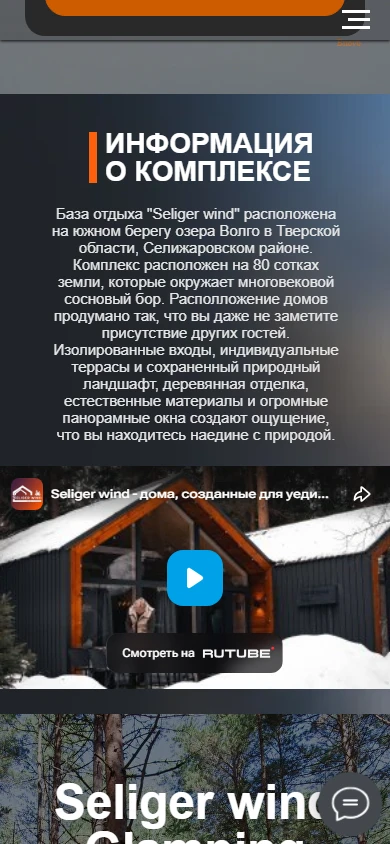 ИНФОРМАЦИЯ
О КОМПЛЕКСЕ
База отдыха "Seliger wind" расположена
на южном берегу озера Волго в Тверской
области, Селижаровском районе.
Комплекс расположен на 80 сотках
земли, которые окружает многовековой
сосновый бор. Располложение домов
продумано так, что вы даже не заметите
присутствие других гостей.
Изолированные входы, индивидуальные
террасы и сохраненный природный
ландшафт, деревянная отделка,
естественные материалы и огромные
панорамные окна создают ощущение,
что вы находитесь наедине с природой.
Seliger wind - дома, созданные для уеди...
Смотреть на RUTUBE
Seliger wind
Glamping